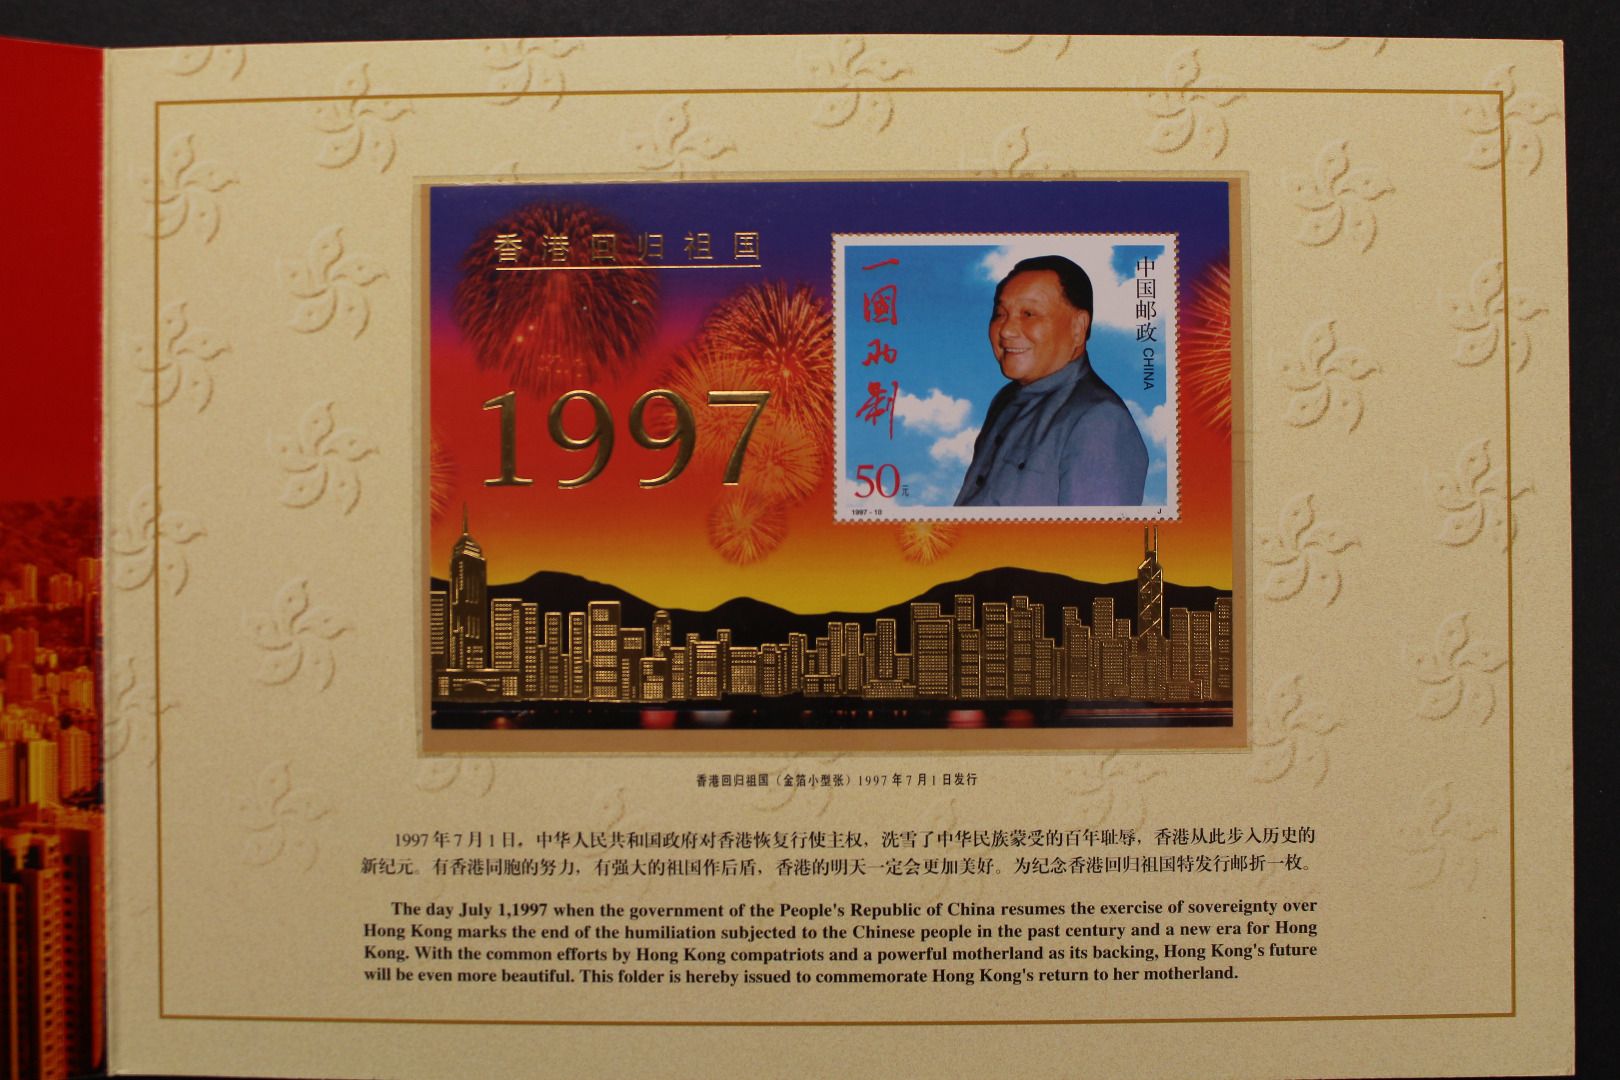 香港回归祖国
1997
一國两制
中国邮政 CHINA
50元
1997-10
J
香港回归祖国（金箔小型张）1997年7月1日发行
1997年7月1日，中华人民共和国政府对香港恢复行使主权，洗雪了中华民族蒙受的百年耻辱，香港从此步入历史的
新纪元。有香港同胞的努力，有强大的祖国作后盾，香港的明天一定会更加美好。为纪念香港回归祖国特发行邮折一枚。
The day July 1,1997 when the government of the People's Republic of China resumes the exercise of sovereignty over
Hong Kong marks the end of the humiliation subjected to the Chinese people in the past century and a new era for Hong
Kong. With the common efforts by Hong Kong compatriots and a powerful motherland as its backing, Hong Kong's future
will be even more beautiful. This folder is hereby issued to commemorate Hong Kong's return to her motherland.